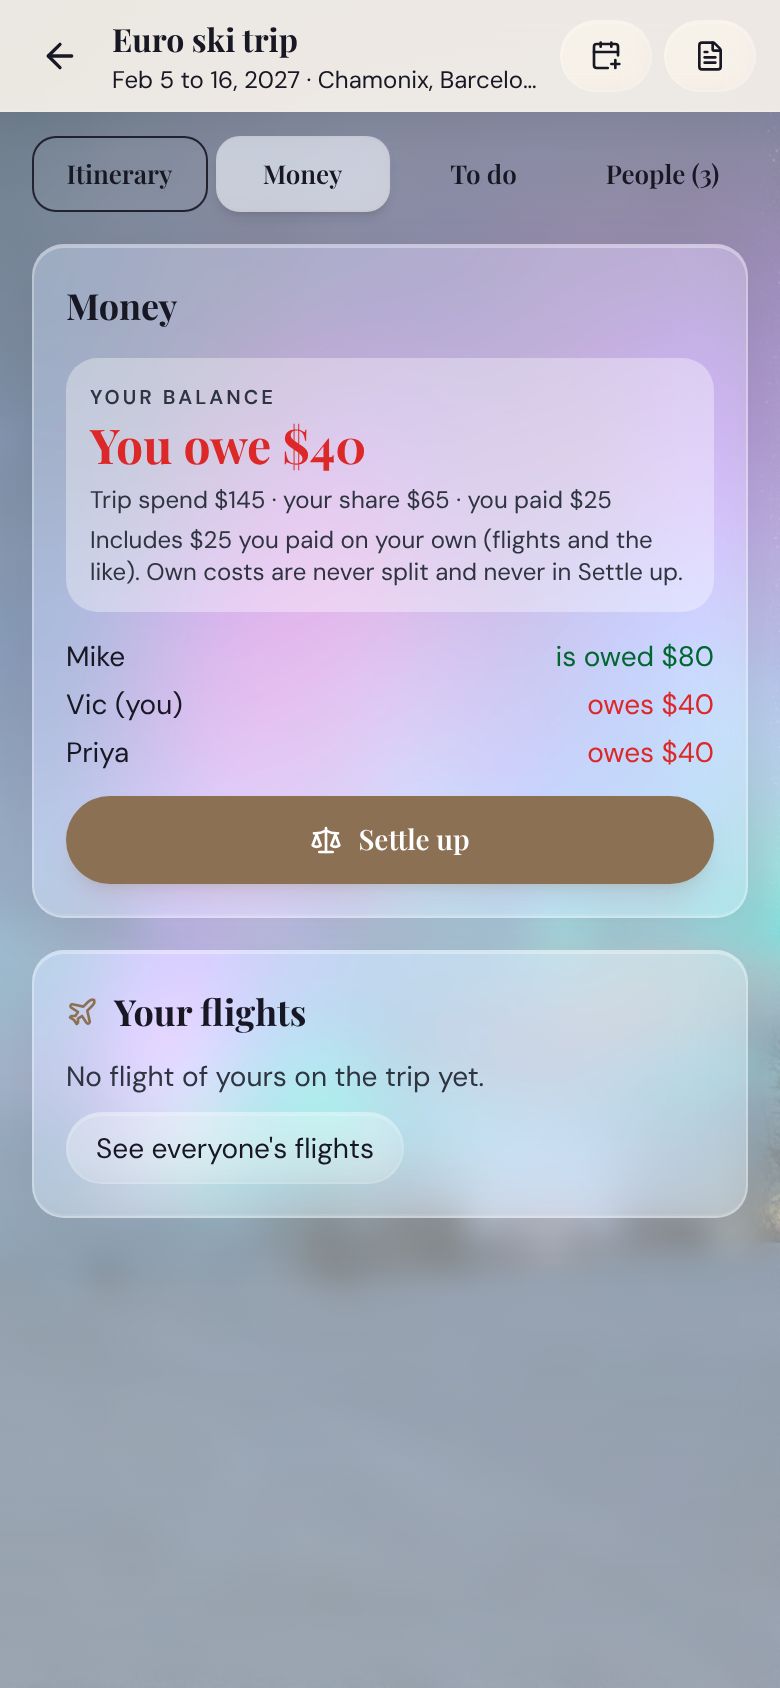 Euro ski trip
Feb 5 to 16, 2027 · Chamonix, Barcelo...
Itinerary
Money
To do
People (3)
Money
YOUR BALANCE
You owe $40
Trip spend $145 · your share $65 · you paid $25
Includes $25 you paid on your own (flights and the
like). Own costs are never split and never in Settle up.
Mike
is owed $80
Vic (you)
owes $40
Priya
owes $40
Settle up
Your flights
No flight of yours on the trip yet.
See everyone's flights